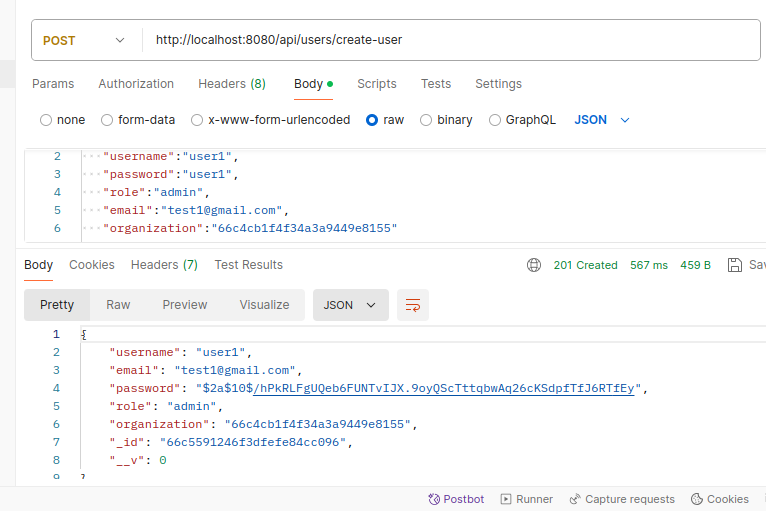 POST http://localhost:8080/api/users/create-user
Params Authorization Headers (8) Body Scripts Tests Settings
none form-data x-www-form-urlencoded raw binary GraphQL JSON
2 "username":"user1",
3 "password":"user1",
4 "role":"admin",
5 "email":"test1@gmail.com",
6 "organization":"66c4cb1f4f34a3a9449e8155"
Body Cookies Headers (7) Test Results 201 Created 567 ms 459 B Sav
Pretty Raw Preview Visualize JSON
1 {
2 "username": "user1",
3 "email": "test1@gmail.com",
4 "password": "$2a$10$/hPkRLFgUQeb6FUNTvIJX.9oyQScTttqbwAq26cKSdpfTfJ6RTfEy",
5 "role": "admin",
6 "organization": "66c4cb1f4f34a3a9449e8155",
7 "_id": "66c5591246f3dfefe84cc096",
8 "__v": 0
9 }
Postbot Runner Capture requests Cookies